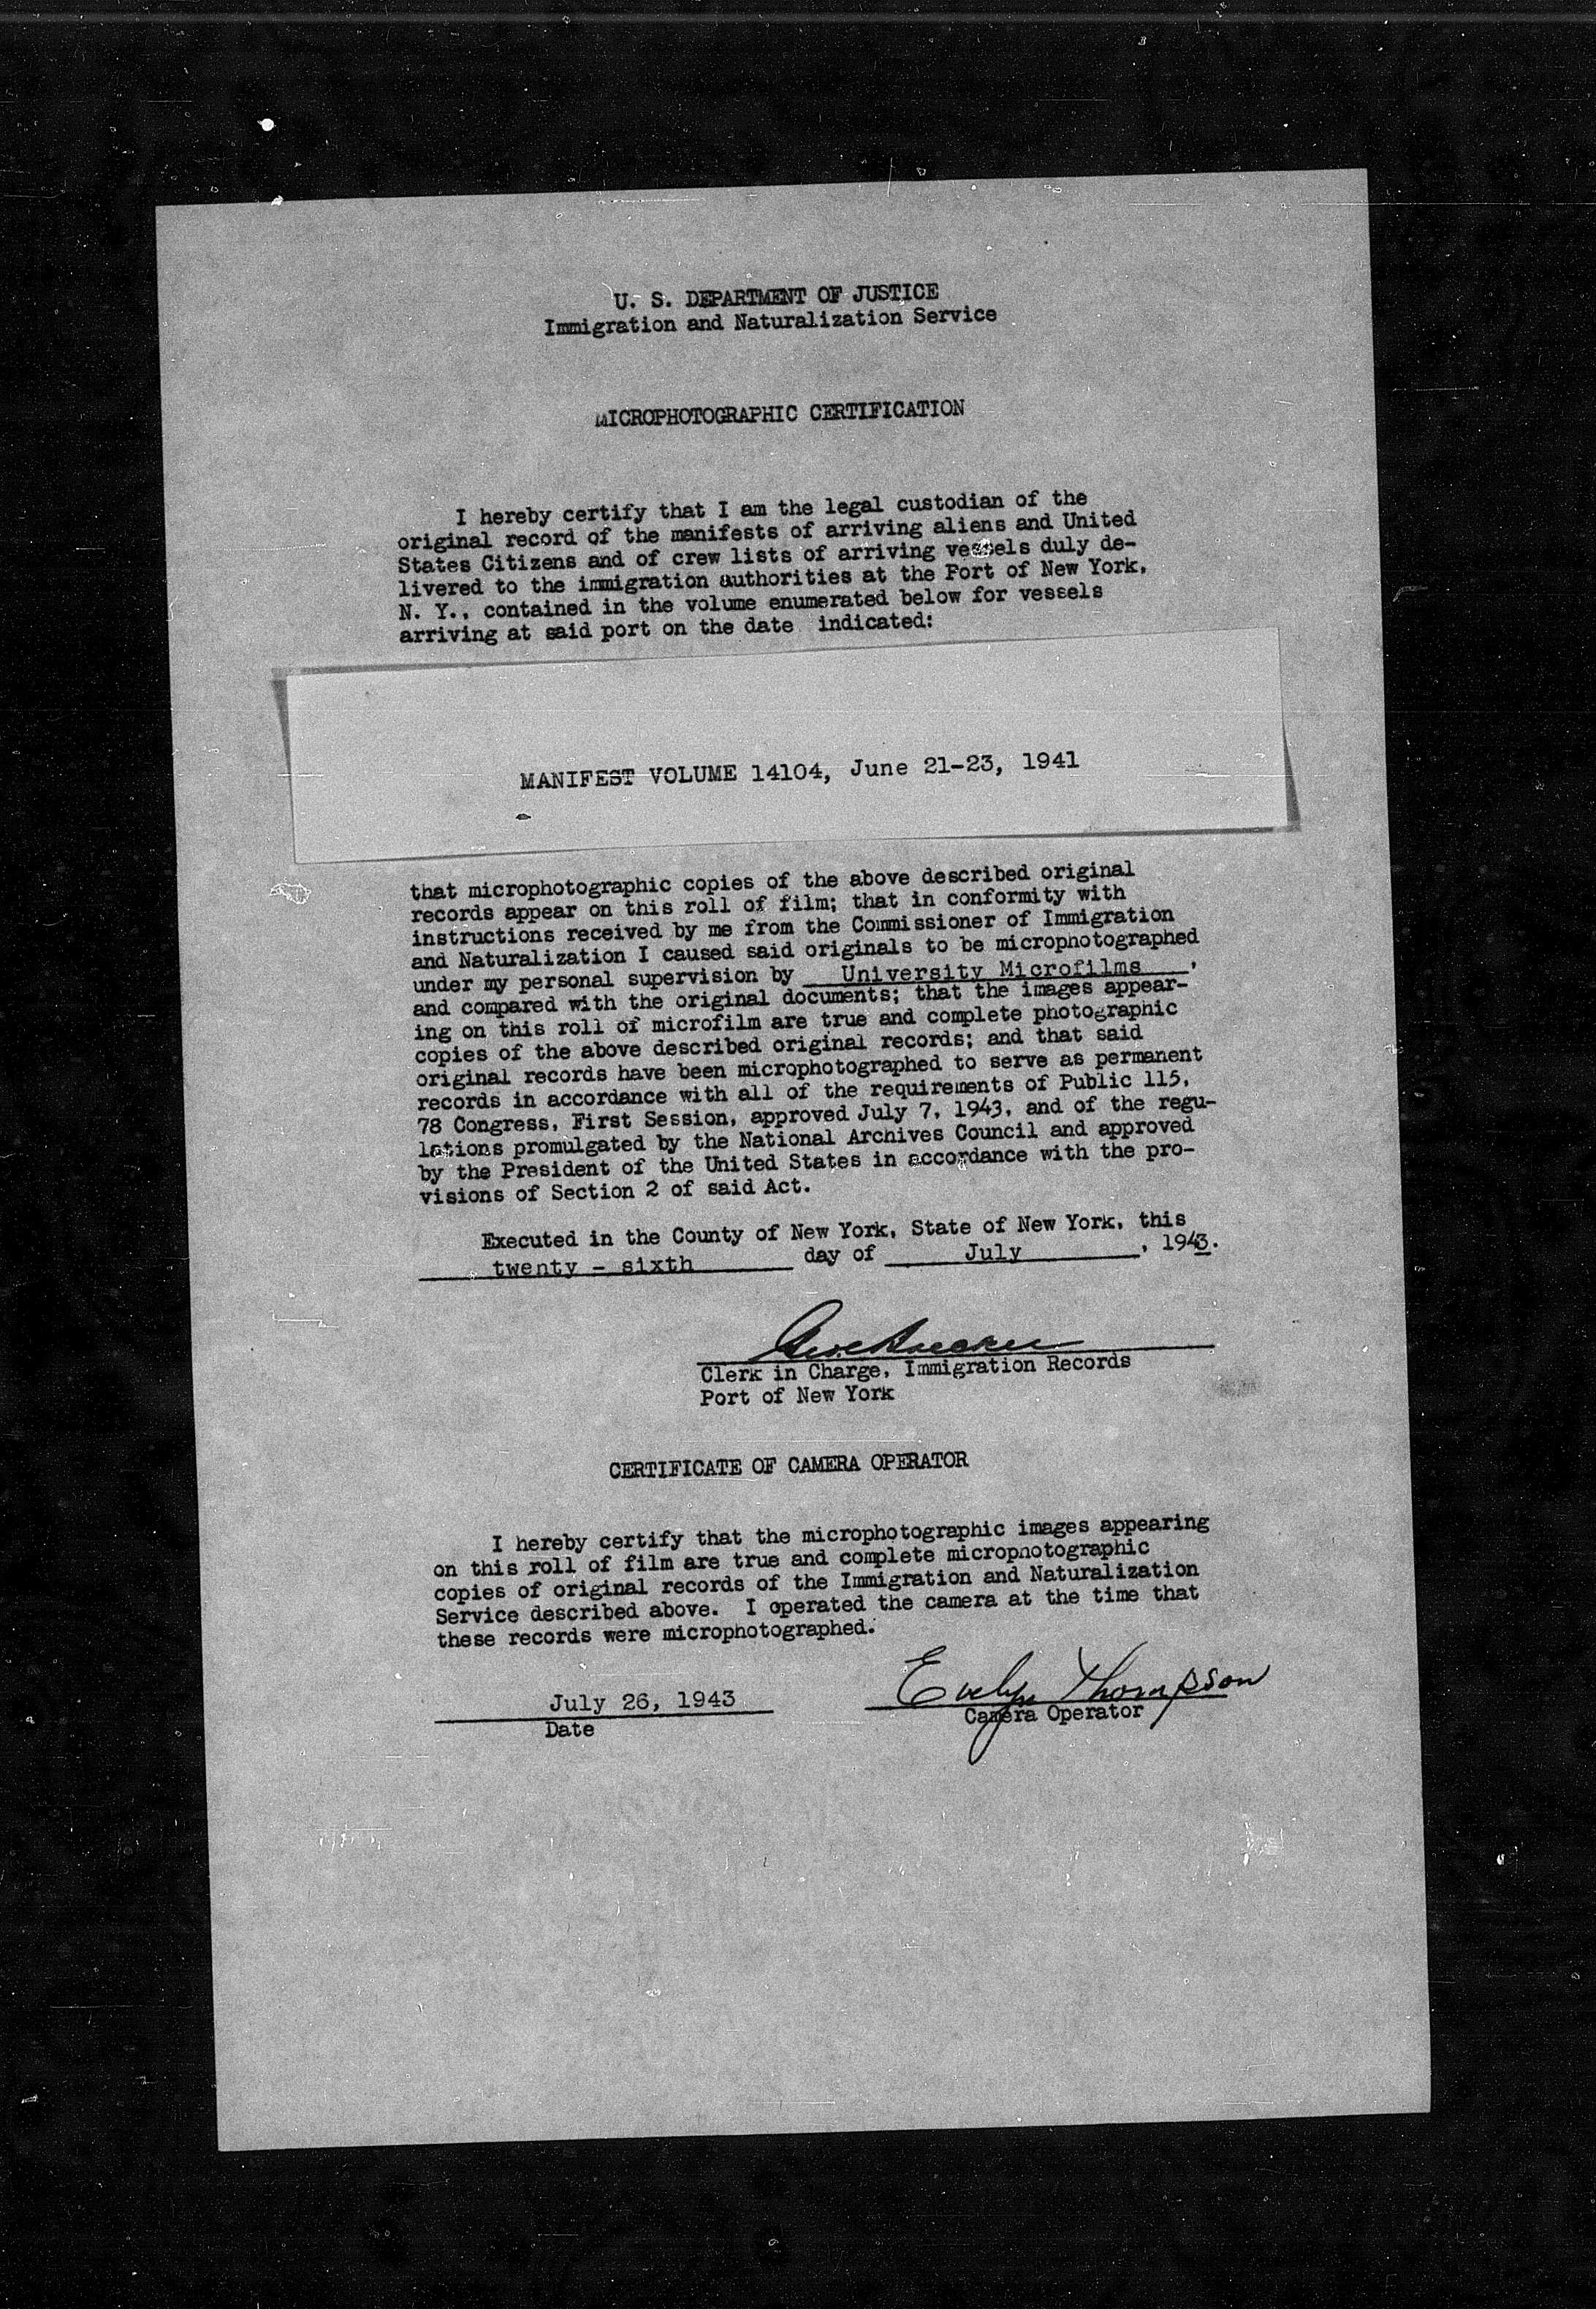 U. S. DEPARTMENT OF JUSTICE
Immigration and Naturalization Service
MICROPHOTOGRAPHIC CERTIFICATION
I hereby certify that I am the legal custodian of the
original record of the manifests of arriving aliens and United
States Citizens and of crew lists of arriving vessels duly de-
livered to the immigration authorities at the Port of New York,
N. Y., contained in the volume enumerated below for vessels
arriving at said port on the date indicated:
MANIFEST VOLUME 14104, June 21-23, 1941
that microphotographic copies of the above described original
records appear on this roll of film; that in conformity with
instructions received by me from the Commissioner of Immigration
and Naturalization I caused said originals to be microphotographed
under my personal supervision by University Microfilms,
and compared with the original documents; that the images appear-
ing on this roll of microfilm are true and complete photographic
copies of the above described original records; and that said
original records have been microphotographed to serve as permanent
records in accordance with all of the requirements of Public 115,
78 Congress, First Session, approved July 7, 1943, and of the regu-
lations promulgated by the National Archives Council and approved
by the President of the United States in accordance with the pro-
visions of Section 2 of said Act.
Executed in the County of New York, State of New York, this
twenty - sixth day of July, 1943.
Clerk in Charge, Immigration Records
Port of New York
CERTIFICATE OF CAMERA OPERATOR
I hereby certify that the microphotographic images appearing
on this roll of film are true and complete microphotographic
copies of original records of the Immigration and Naturalization
Service described above. I operated the camera at the time that
these records were microphotographed.
July 26, 1943 Evelyn Thompson
Date Camera Operator